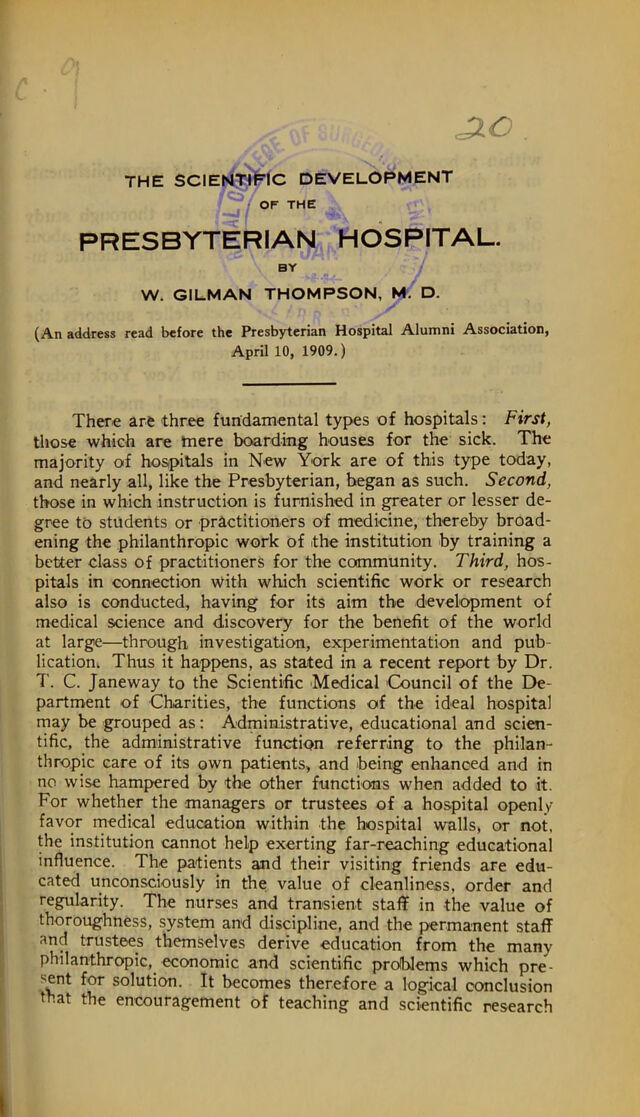 c. 9
20.
THE SCIENTIFIC DEVELOPMENT
OF THE
PRESBYTERIAN HOSPITAL.
BY
W. GILMAN THOMPSON, M. D.
(An address read before the Presbyterian Hospital Alumni Association,
April 10, 1909.)
There are three fundamental types of hospitals: First,
those which are mere boarding houses for the sick. The
majority of hospitals in New York are of this type today,
and nearly all, like the Presbyterian, began as such. Second,
those in which instruction is furnished in greater or lesser de-
gree to students or practitioners of medicine, thereby broad-
ening the philanthropic work of the institution by training a
better class of practitioners for the community. Third, hos-
pitals in connection with which scientific work or research
also is conducted, having for its aim the development of
medical science and discovery for the benefit of the world
at large—through investigation, experimentation and pub-
lication. Thus it happens, as stated in a recent report by Dr.
T. C. Janeway to the Scientific Medical Council of the De-
partment of Charities, the functions of the ideal hospital
may be grouped as: Administrative, educational and scien-
tific, the administrative function referring to the philan-
thropic care of its own patients, and being enhanced and in
no wise hampered by the other functions when added to it.
For whether the managers or trustees of a hospital openly
favor medical education within the hospital walls, or not,
the institution cannot help exerting far-reaching educational
influence. The patients and their visiting friends are edu-
cated unconsciously in the value of cleanliness, order and
regularity. The nurses and transient staff in the value of
thoroughness, system and discipline, and the permanent staff
and trustees themselves derive education from the many
philanthropic, economic and scientific problems which pre-
sent for solution. It becomes therefore a logical conclusion
that the encouragement of teaching and scientific research